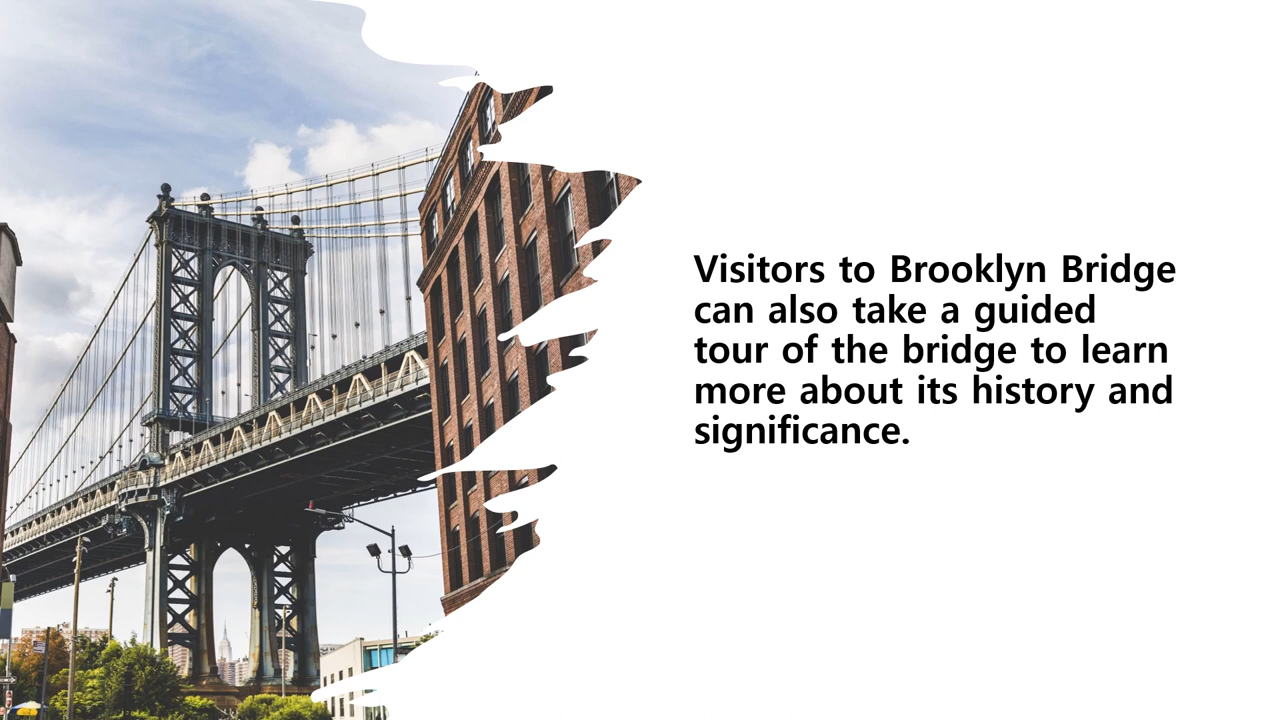 Visitors to Brooklyn Bridge
can also take a guided
tour of the bridge to learn
more about its history and
significance.